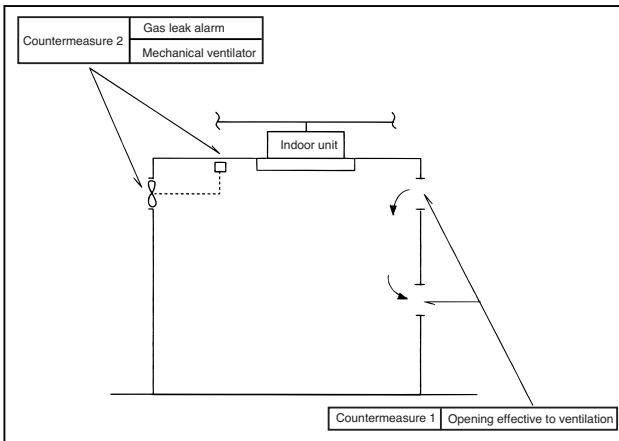 Countermeasure 2
Gas leak alarm
Mechanical ventilator
Indoor unit
Countermeasure 1
Opening effective to ventilation